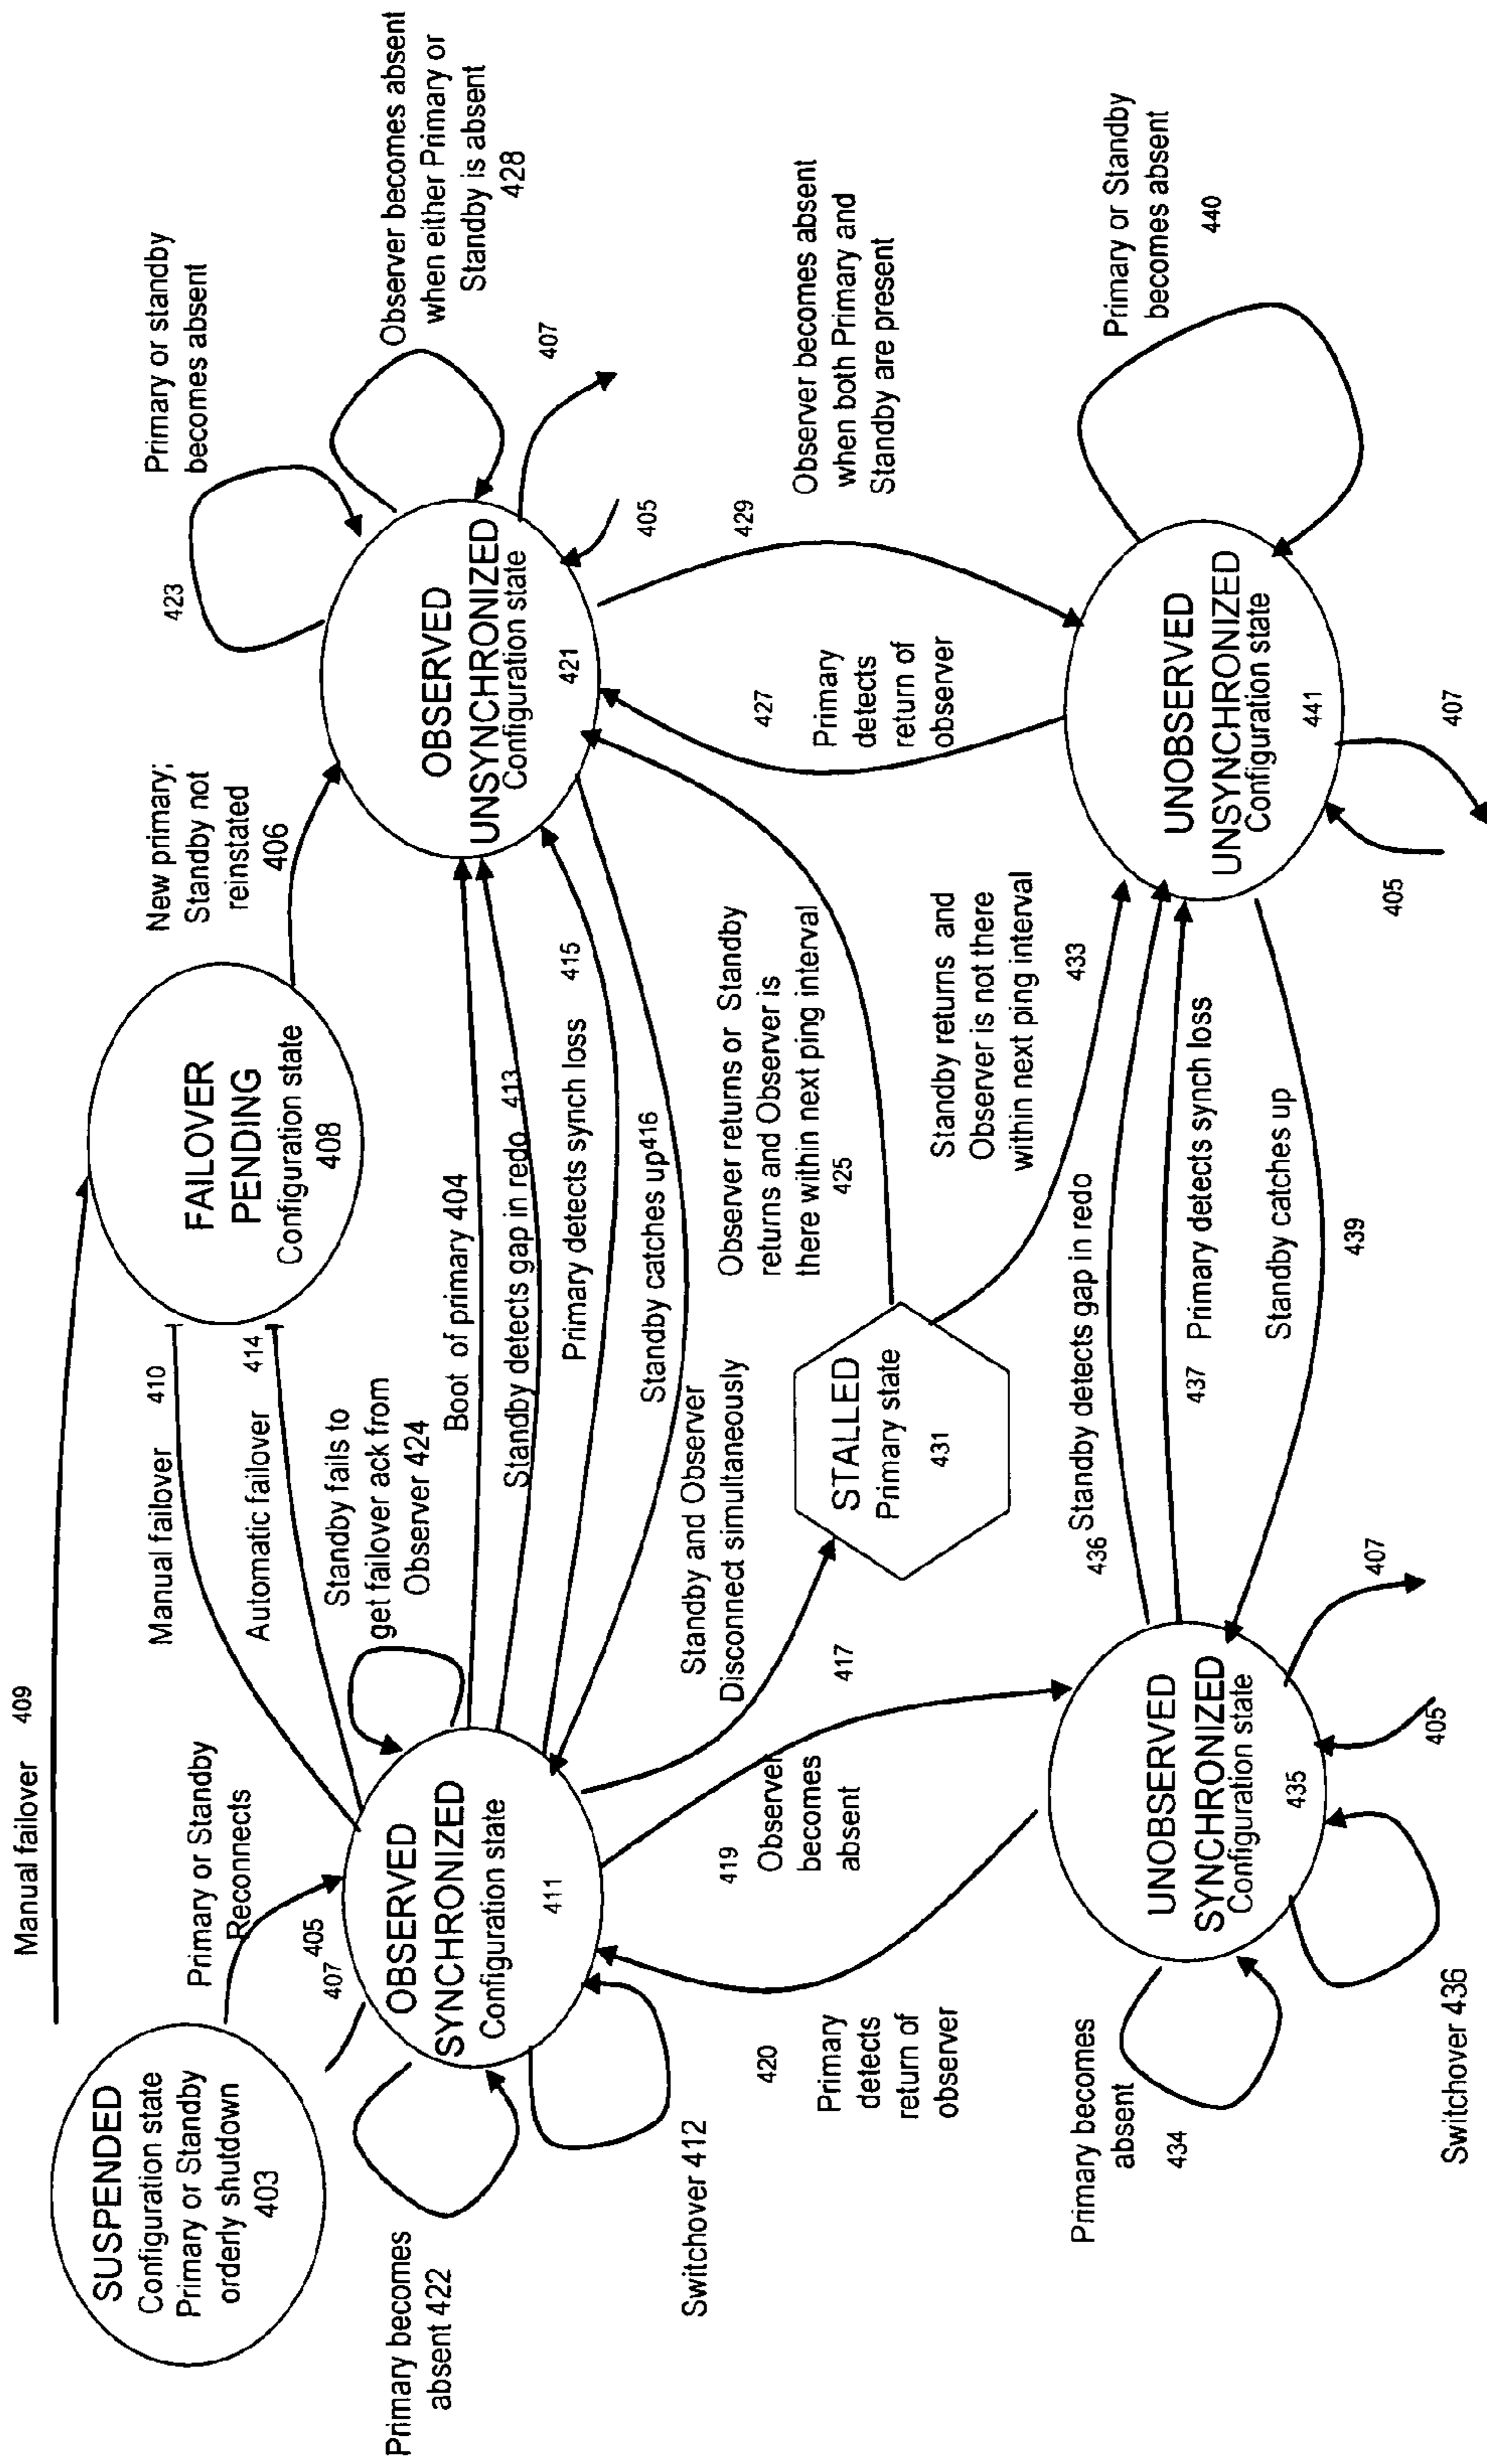 Manual failover 409
SUSPENDED
Configuration state
Primary or Standby
orderly shutdown
403
Primary or Standby
Reconnects
405
407
Manual failover 410
Automatic failover 414
FAILOVER
PENDING
Configuration state
408
New primary;
Standby not
reinstated
406
Primary or standby
becomes absent
423
Observer becomes absent
when either Primary or
Standby is absent
428
407
405
OBSERVED
UNSYNCHRONIZED
Configuration state
421
Standby fails to
get failover ack from
Observer 424
Boot of primary 404
Standby detects gap in redo 413
Primary detects synch loss 415
Standby catches up 416
OBSERVED
SYNCHRONIZED
Configuration state
411
Primary becomes
absent 422
Switchover 412
Standby and Observer
Disconnect simultaneously
417
STALLED
Primary state
431
Observer returns or Standby
returns and Observer is
there within next ping interval
425
Standby returns and
Observer is not there
within next ping interval
433
427
Primary
detects
return of
observer
429
Observer becomes absent
when both Primary and
Standby are present
419 Observer
becomes
absent
420
Primary
detects
return of
observer
436 Standby detects gap in redo
437 Primary detects synch loss
Standby catches up
439
UNOBSERVED
SYNCHRONIZED
Configuration state
435
Primary becomes
absent
434
Switchover 436
405
407
UNOBSERVED
UNSYNCHRONIZED
Configuration state
441
405
407
Primary or Standby
becomes absent
440